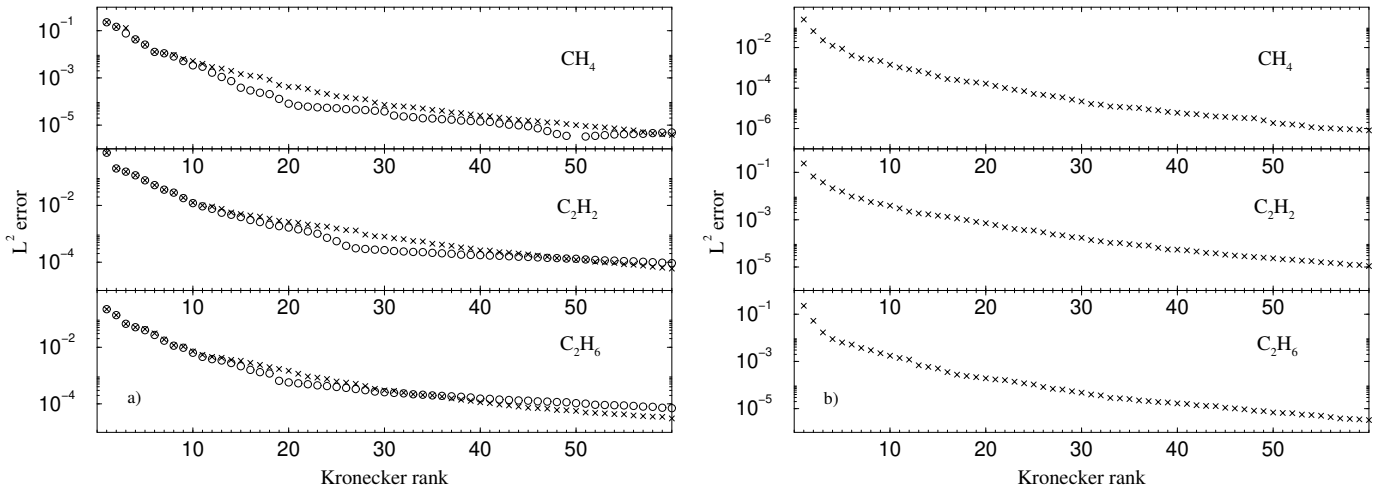 10⁻¹
10⁻³
10⁻⁵
CH₄
10 20 30 40 50
10⁻²
10⁻⁴
C₂H₂
L² error
10 20 30 40 50
10⁻²
10⁻⁴
C₂H₆
a)
10 20 30 40 50
Kronecker rank
10⁻²
10⁻⁴
10⁻⁶
CH₄
10 20 30 40 50
10⁻¹
10⁻³
10⁻⁵
C₂H₂
L² error
10 20 30 40 50
10⁻¹
10⁻³
10⁻⁵
C₂H₆
b)
10 20 30 40 50
Kronecker rank